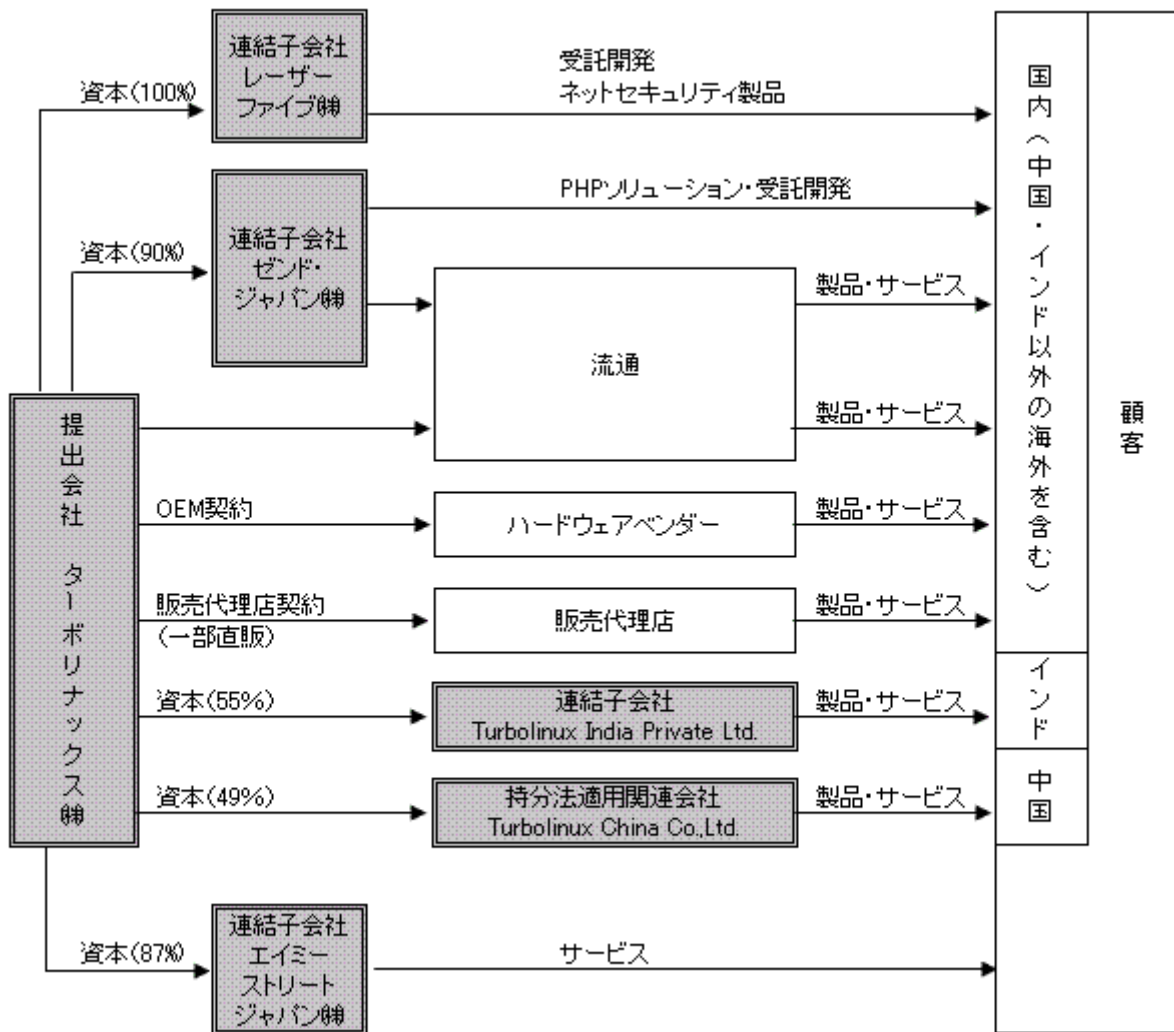 連結子会社
レーザー
ファイブ㈱
資本(100%)
受託開発
ネットセキュリティ製品
連結子会社
ゼンド・
ジャパン㈱
資本(90%)
PHPソリューション・受託開発
流通
製品・サービス
製品・サービス
提出会社 ターボリナックス㈱
OEM契約
ハードウェアベンダー
製品・サービス
販売代理店契約
(一部直販)
販売代理店
製品・サービス
資本(55%)
連結子会社
Turbolinux India Private Ltd.
製品・サービス
資本(49%)
持分法適用関連会社
Turbolinux China Co.,Ltd.
製品・サービス
資本(87%)
連結子会社
エイミー
ストリート
ジャパン㈱
サービス
国内(中国・インド以外の海外を含む)
インド
中国
顧客